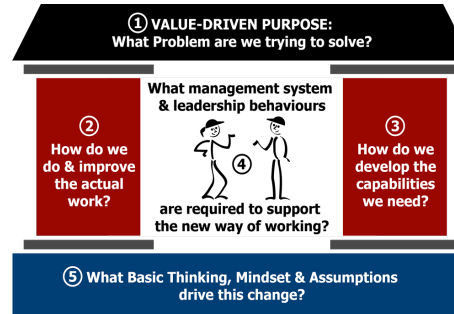 ① VALUE-DRIVEN PURPOSE:
What Problem are we trying to solve?
②
How do we
do & improve
the actual
work?
What management system
& leadership behaviours
④
are required to support
the new way of working?
③
How do we
develop the
capabilities
we need?
⑤ What Basic Thinking, Mindset & Assumptions
drive this change?